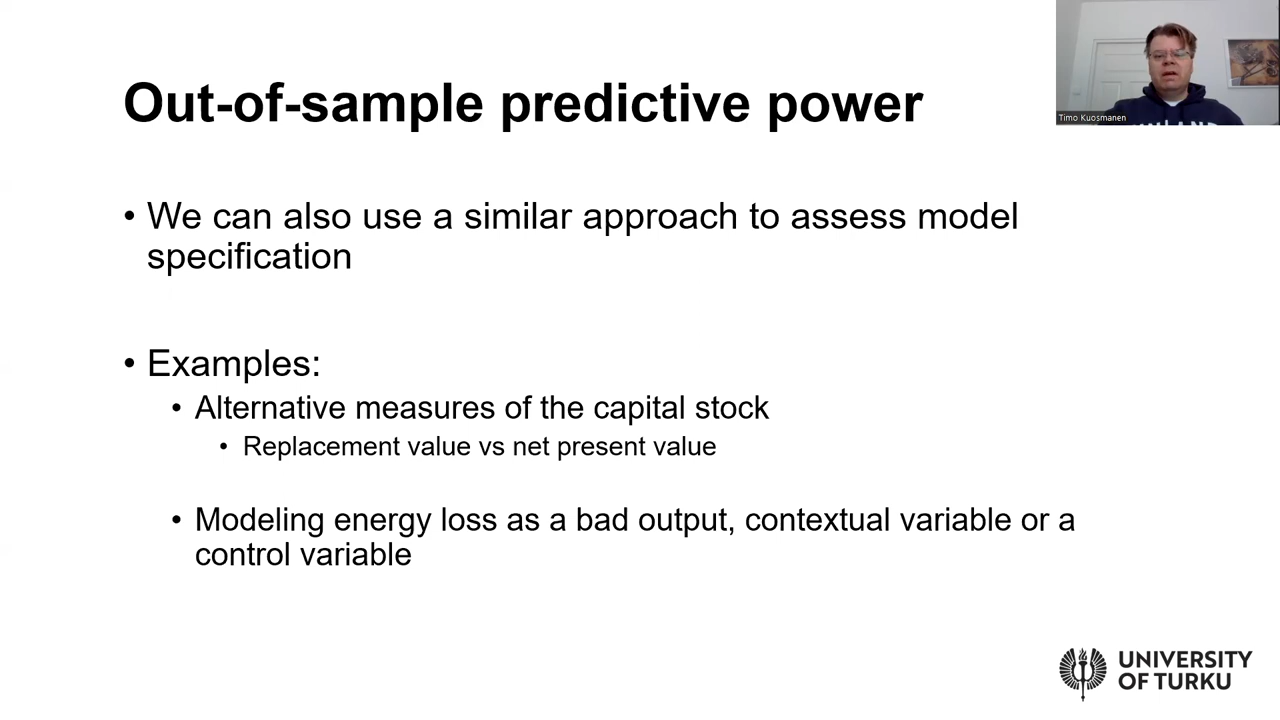 Out-of-sample predictive power
Timo Kuosmanen
• We can also use a similar approach to assess model
specification
• Examples:
• Alternative measures of the capital stock
• Replacement value vs net present value
• Modeling energy loss as a bad output, contextual variable or a
control variable
UNIVERSITY
OF TURKU